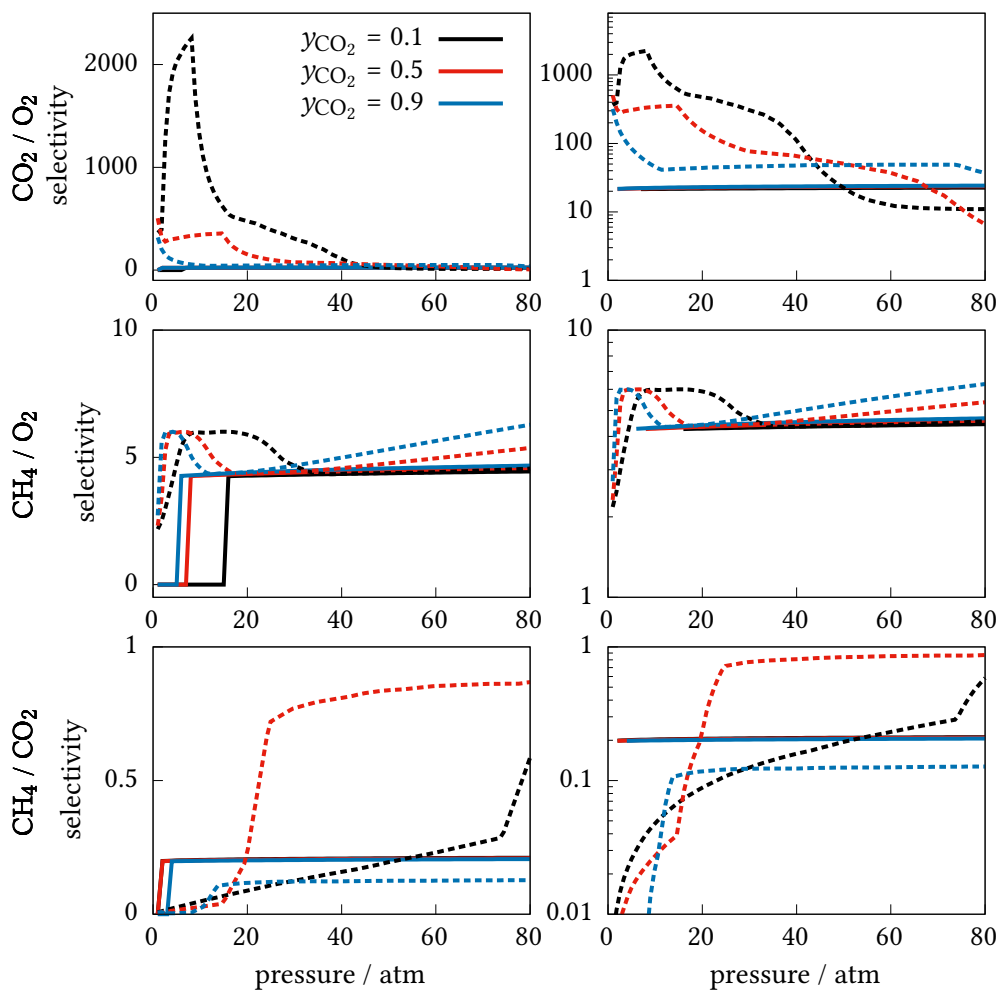 CO₂ / O₂
selectivity
2000
1000
0
0 20 40 60 80
yCO₂ = 0.1
yCO₂ = 0.5
yCO₂ = 0.9
1000
100
10
1
0 20 40 60 80
CH₄ / O₂
selectivity
10
5
0
0 20 40 60 80
10
1
0 20 40 60 80
CH₄ / CO₂
selectivity
1
0.5
0
0 20 40 60 80
pressure / atm
1
0.1
0.01
0 20 40 60 80
pressure / atm